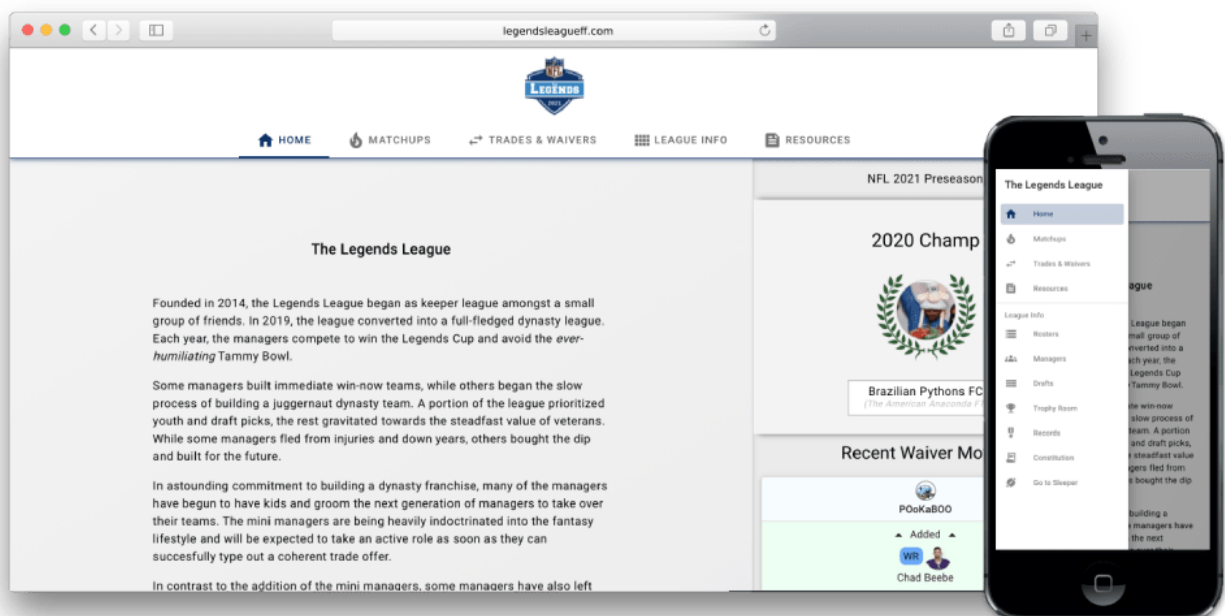 legendsleagueff.com
NFL
LEGENDS
2021
HOME
MATCHUPS
TRADES & WAIVERS
LEAGUE INFO
RESOURCES
The Legends League
Founded in 2014, the Legends League began as keeper league amongst a small
group of friends. In 2019, the league converted into a full-fledged dynasty league.
Each year, the managers compete to win the Legends Cup and avoid the ever-
humiliating Tammy Bowl.
Some managers built immediate win-now teams, while others began the slow
process of building a juggernaut dynasty team. A portion of the league prioritized
youth and draft picks, the rest gravitated towards the steadfast value of veterans.
While some managers fled from injuries and down years, others bought the dip
and built for the future.
In astounding commitment to building a dynasty franchise, many of the managers
have begun to have kids and groom the next generation of managers to take over
their teams. The mini managers are being heavily indoctrinated into the fantasy
lifestyle and will be expected to take an active role as soon as they can
succesfully type out a coherent trade offer.
In contrast to the addition of the mini managers, some managers have also left
NFL 2021 Preseason
2020 Champ
Brazilian Pythons FC
(The American Anaconda
Recent Waiver Mo
POoKaBOO
Added
WR
Chad Beebe
The Legends League
Home
Matchups
Trades & Waivers
Resources
League Info
Rosters
Managers
Drafts
Trophy Room
Records
Constitution
Go to Sleeper
ague
League began
mall group of
nverted into a
ch year, the
Legends Cup
Tammy Bowl.
te win-now
slow process of
team. A portion
and draft picks,
steadfast value
gers fled from
bought the dip
building a
managers have
the next